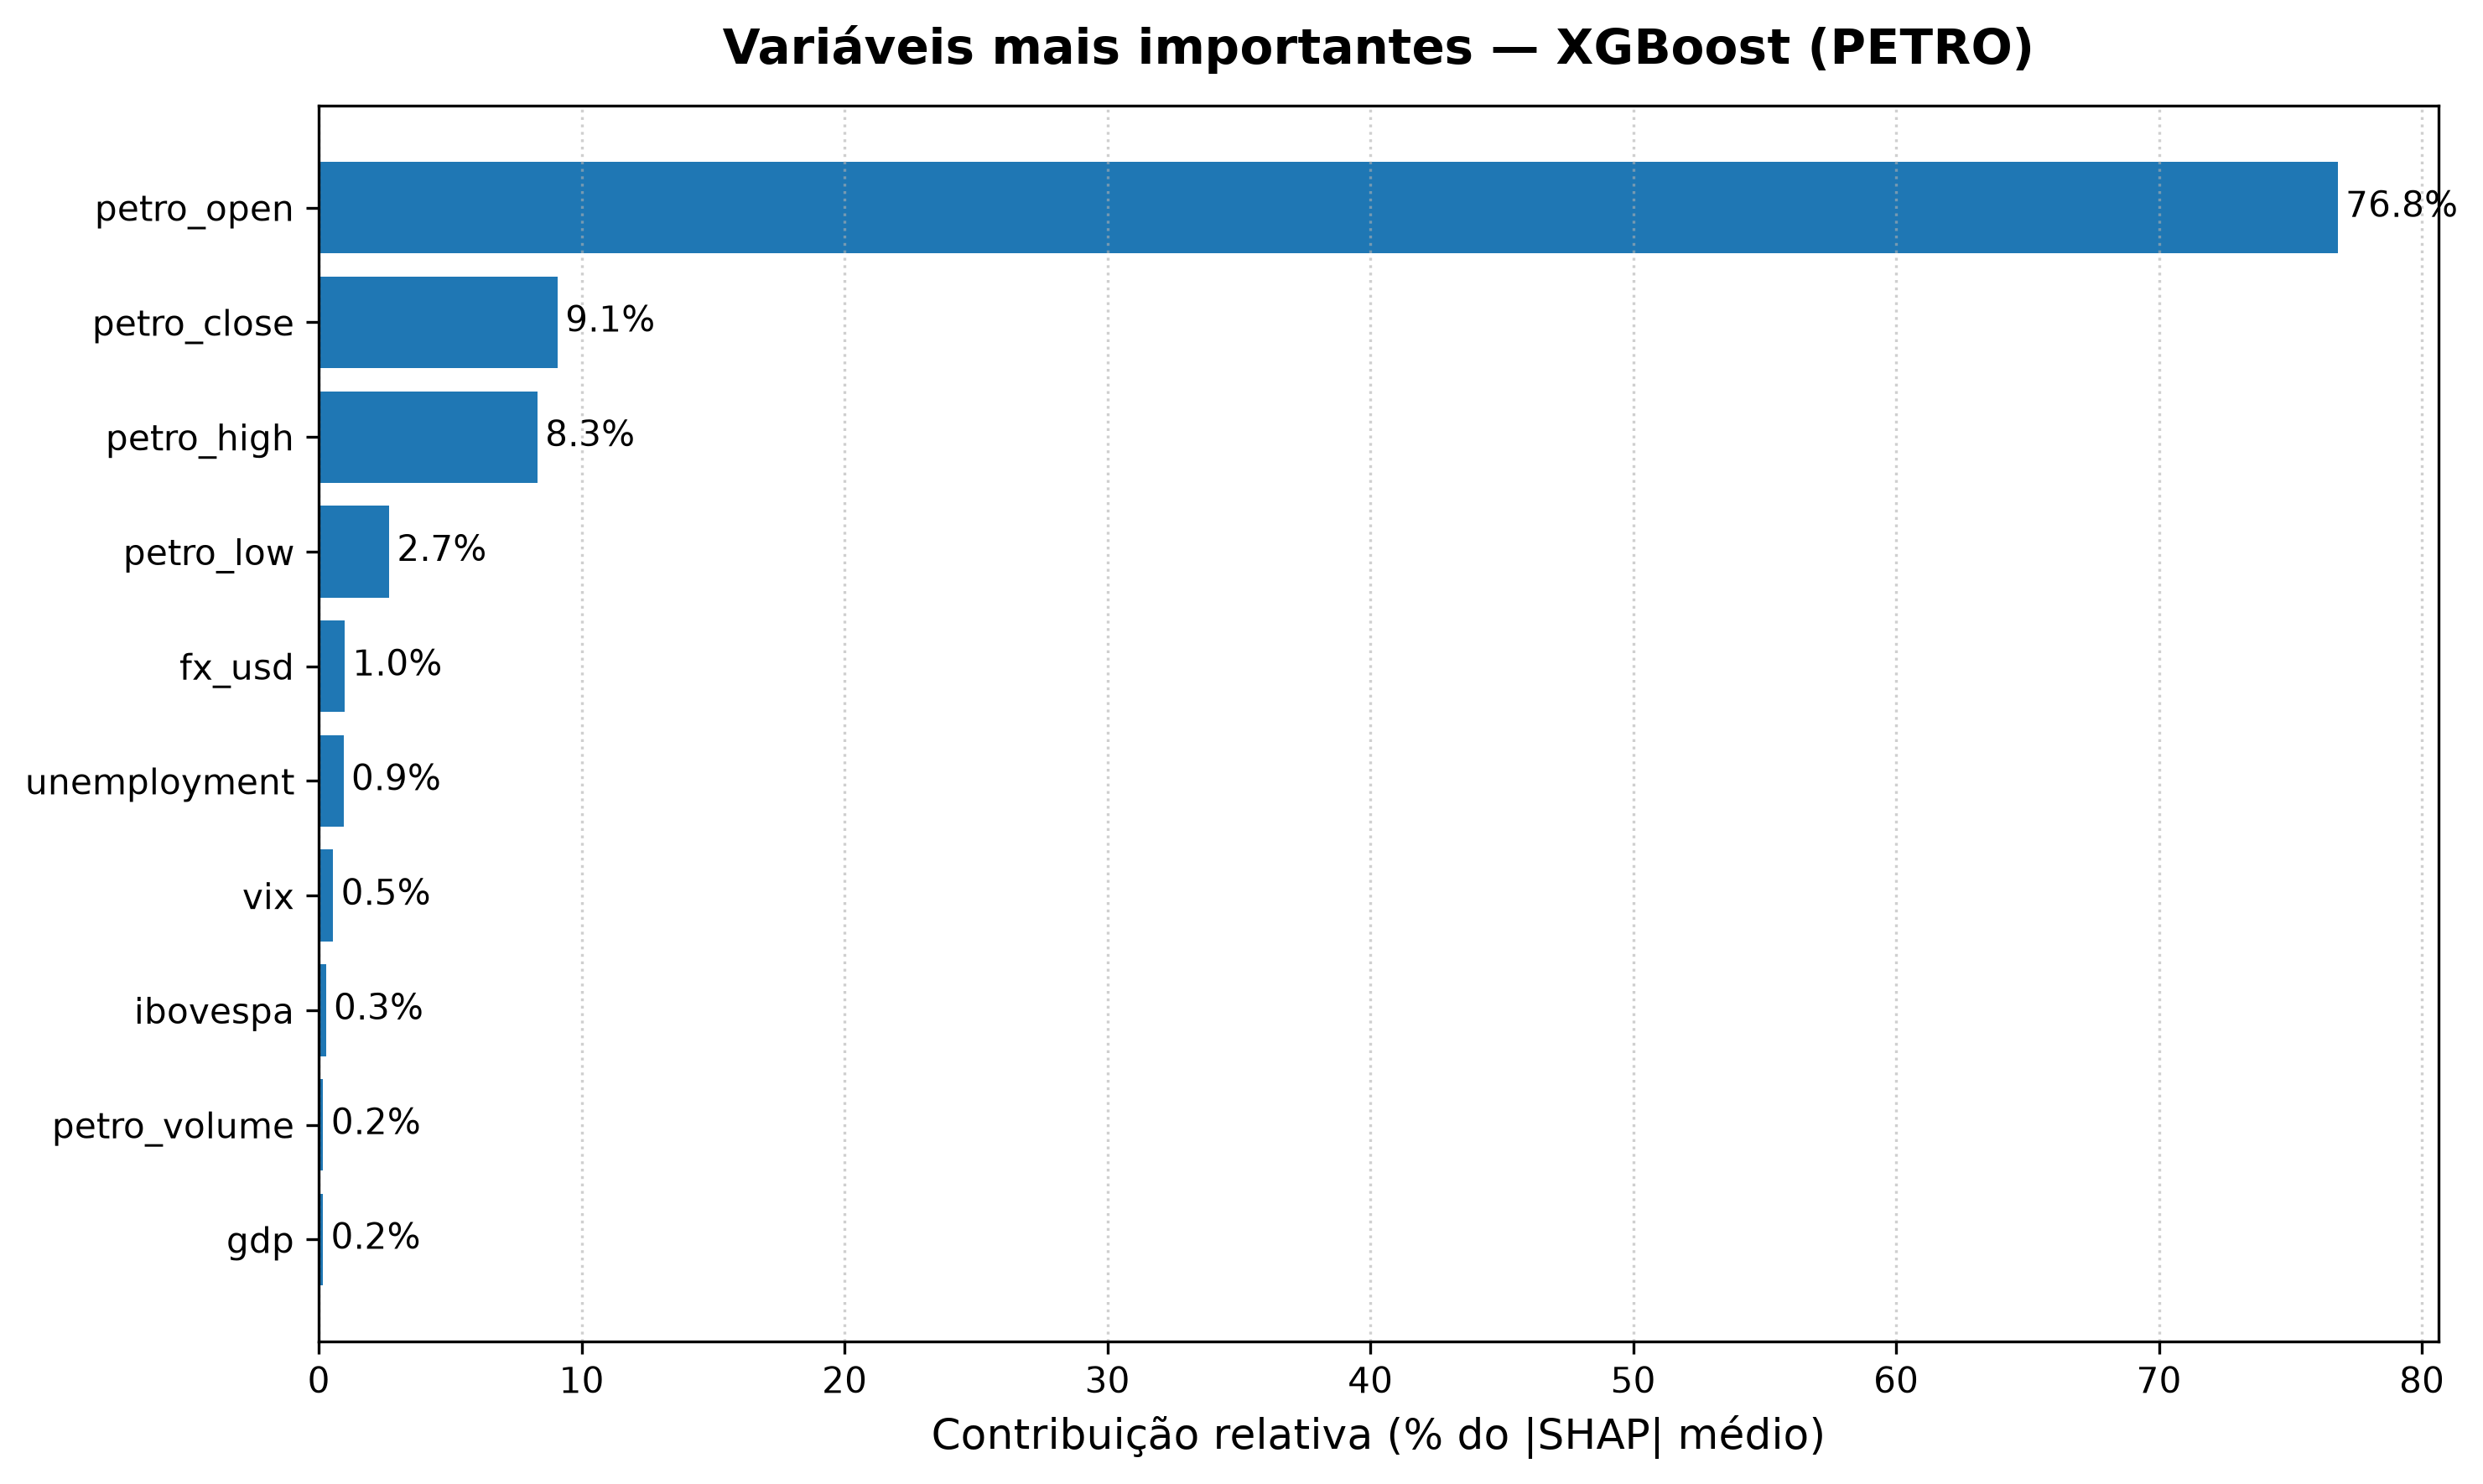 Variáveis mais importantes — XGBoost (PETRO)
petro_open 76.8%
petro_close 9.1%
petro_high 8.3%
petro_low 2.7%
fx_usd 1.0%
unemployment 0.9%
vix 0.5%
ibovespa 0.3%
petro_volume 0.2%
gdp 0.2%
0 10 20 30 40 50 60 70 80
Contribuição relativa (% do |SHAP| médio)